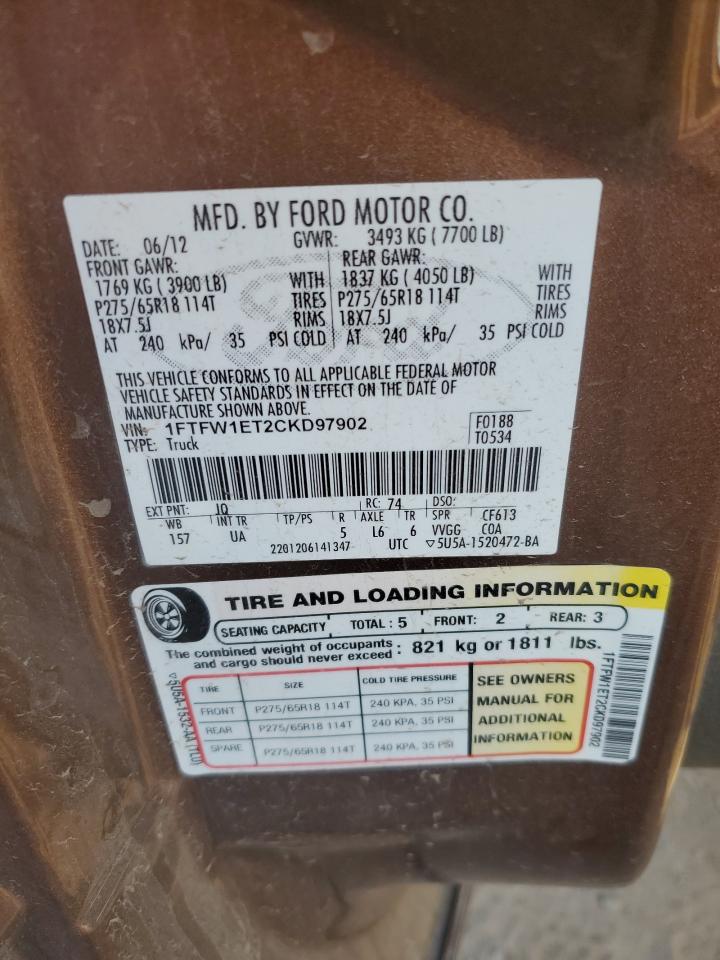 MFD. BY FORD MOTOR CO.
DATE: 06/12 GVWR: 3493 KG ( 7700 LB)
FRONT GAWR: REAR GAWR:
1769 KG ( 3900 LB) WITH 1837 KG ( 4050 LB) WITH
P275/65R18 114T TIRES P275/65R18 114T TIRES
18X7.5J RIMS 18X7.5J RIMS
AT 240 kPa/ 35 PSI COLD AT 240 kPa/ 35 PSI COLD
THIS VEHICLE CONFORMS TO ALL APPLICABLE FEDERAL MOTOR
VEHICLE SAFETY STANDARDS IN EFFECT ON THE DATE OF
MANUFACTURE SHOWN ABOVE.
VIN: 1FTFW1ET2CKD97902 F0188
TYPE: Truck T0534
EXT PNT: JQ RC: 74 DSO:
WB INT TR TP/PS R AXLE TR SPR CF613
157 UA 5 L6 6 VVGG COA
2201206141347 UTC ▽5U5A-1520472-BA
TIRE AND LOADING INFORMATION
SEATING CAPACITY TOTAL : 5 FRONT: 2 REAR: 3
The combined weight of occupants and cargo should never exceed : 821 kg or 1811 lbs.
TIRE SIZE COLD TIRE PRESSURE
FRONT P275/65R18 114T 240 KPA, 35 PSI
REAR P275/65R18 114T 240 KPA, 35 PSI
SPARE P275/65R18 114T 240 KPA, 35 PSI
SEE OWNERS
MANUAL FOR
ADDITIONAL
INFORMATION
▽5U5A-1532-AA (TLU)
1FTFW1ET2CKD97902